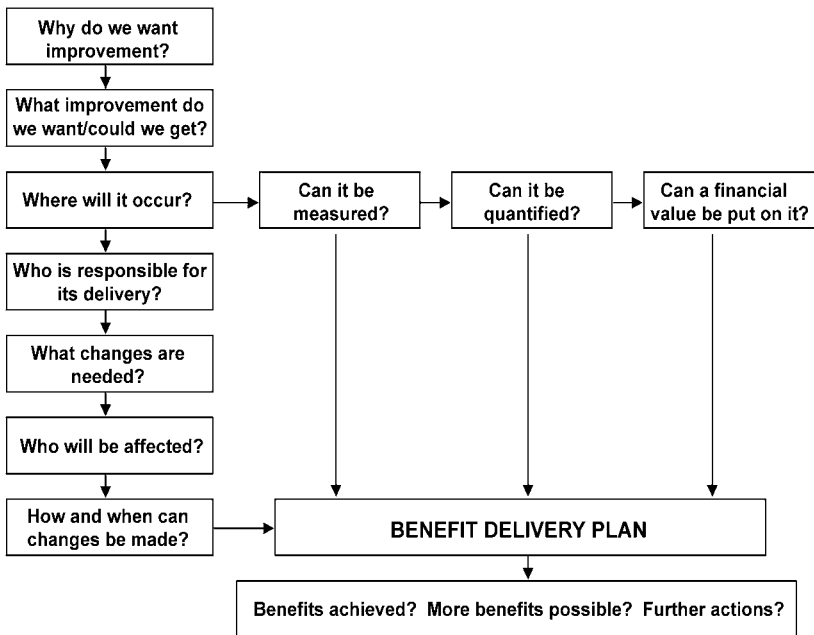 Why do we want
improvement?
What improvement do
we want/could we get?
Where will it occur?
Can it be
measured?
Can it be
quantified?
Can a financial
value be put on it?
Who is responsible for
its delivery?
What changes are
needed?
Who will be affected?
How and when can
changes be made?
BENEFIT DELIVERY PLAN
Benefits achieved? More benefits possible? Further actions?